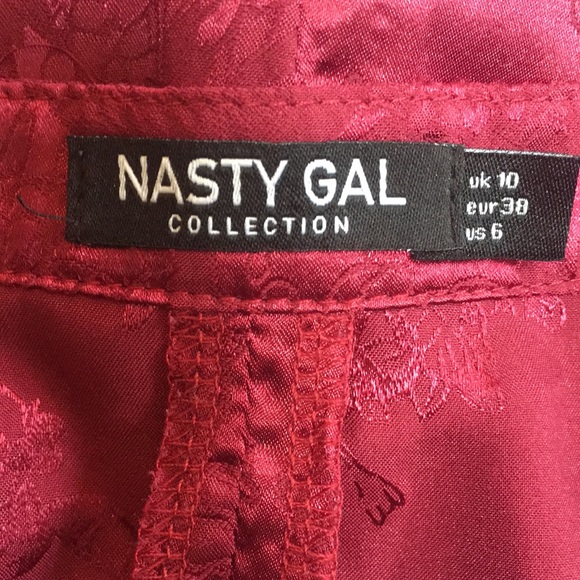 NASTY GAL
COLLECTION
uk 10
eur 38
us 6